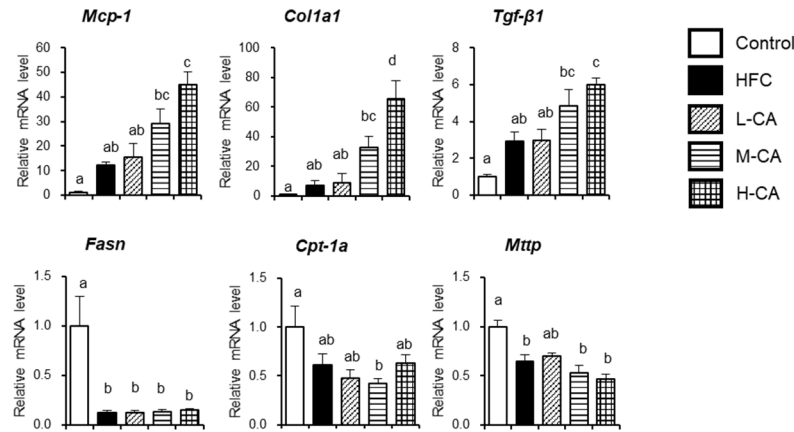 Mcp-1
Relative mRNA level
60
50
40
30
20
10
0
a
ab
ab
bc
c
Col1a1
Relative mRNA level
100
80
60
40
20
0
a
ab
ab
bc
d
Tgf-β1
Relative mRNA level
8
6
4
2
0
a
ab
ab
bc
c
Control
HFC
L-CA
M-CA
H-CA
Fasn
Relative mRNA level
1.5
1.0
0.5
0.0
a
b
b
b
b
Cpt-1a
Relative mRNA level
1.5
1.0
0.5
0.0
a
ab
ab
b
ab
Mttp
Relative mRNA level
1.5
1.0
0.5
0.0
a
b
ab
b
b